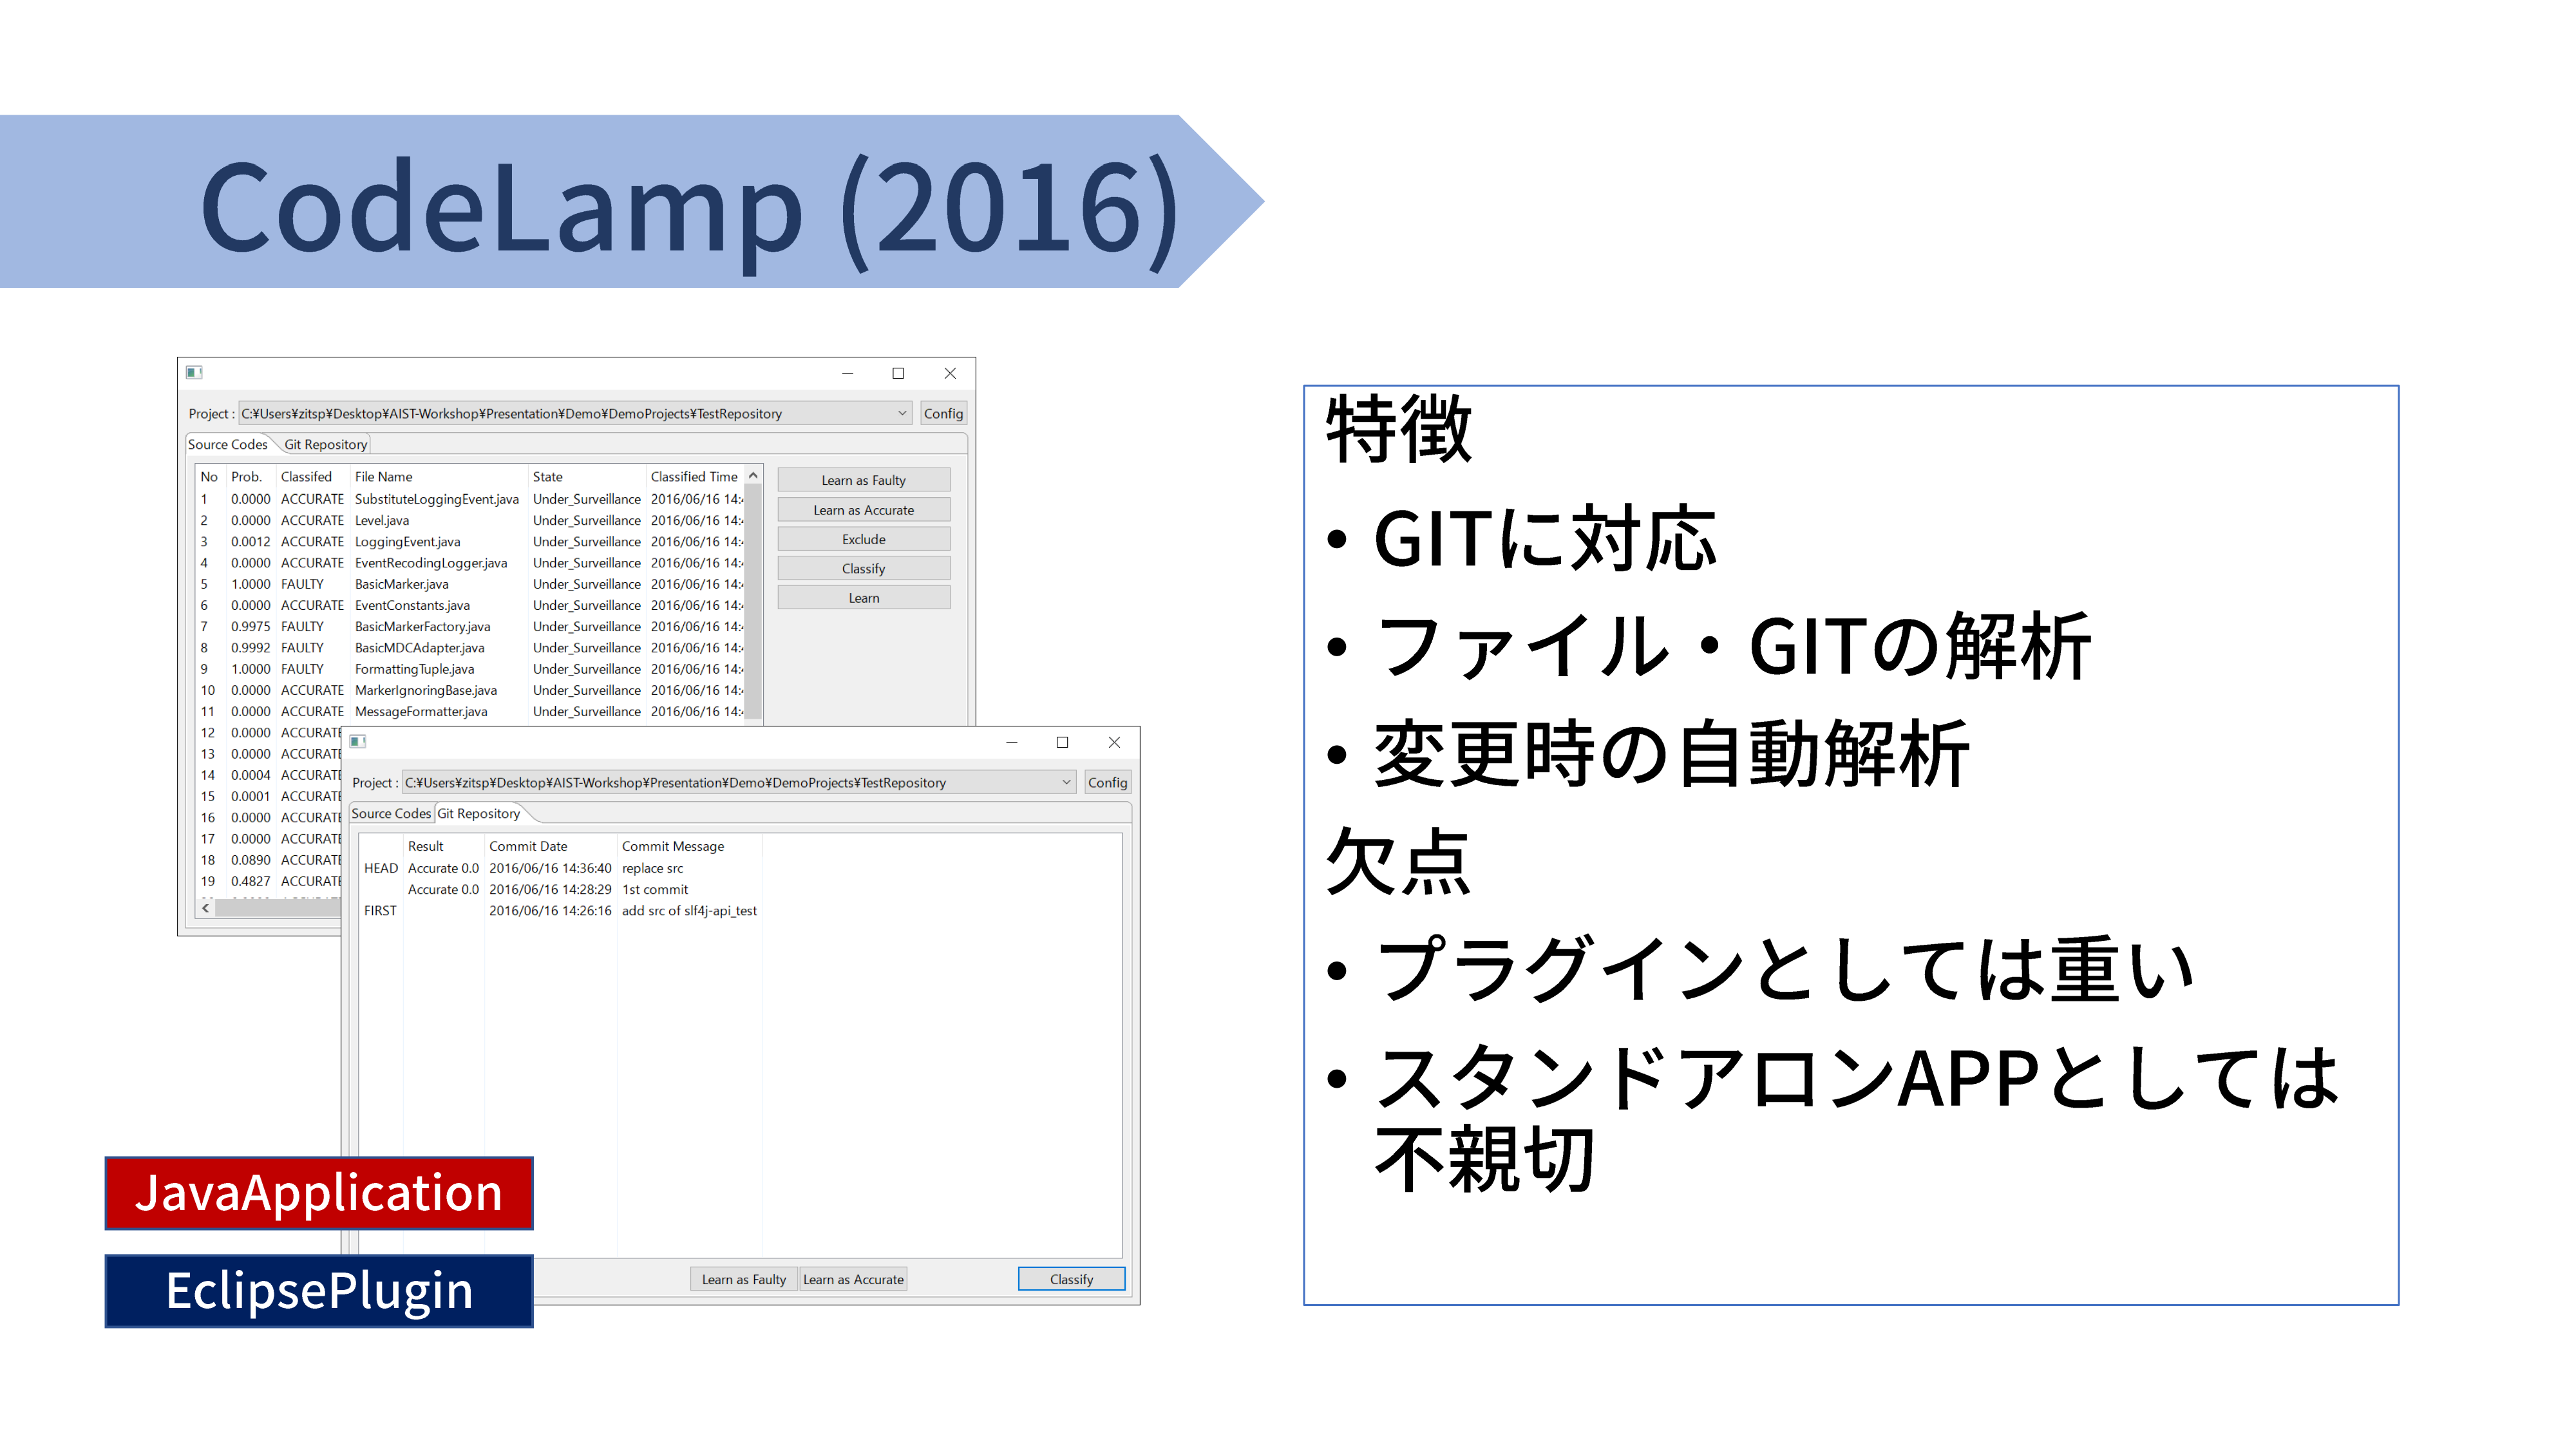 CodeLamp (2016)
Project : C:¥Users¥zitsp¥Desktop¥AIST-Workshop¥Presentation¥Demo¥DemoProjects¥TestRepository Config
Source Codes Git Repository
No Prob. Classifed File Name State Classified Time
1 0.0000 ACCURATE SubstituteLoggingEvent.java Under_Surveillance 2016/06/16 14:
2 0.0000 ACCURATE Level.java Under_Surveillance 2016/06/16 14:
3 0.0012 ACCURATE LoggingEvent.java Under_Surveillance 2016/06/16 14:
4 0.0000 ACCURATE EventRecodingLogger.java Under_Surveillance 2016/06/16 14:
5 1.0000 FAULTY BasicMarker.java Under_Surveillance 2016/06/16 14:
6 0.0000 ACCURATE EventConstants.java Under_Surveillance 2016/06/16 14:
7 0.9975 FAULTY BasicMarkerFactory.java Under_Surveillance 2016/06/16 14:
8 0.9992 FAULTY BasicMDCAdapter.java Under_Surveillance 2016/06/16 14:
9 1.0000 FAULTY FormattingTuple.java Under_Surveillance 2016/06/16 14:
10 0.0000 ACCURATE MarkerIgnoringBase.java Under_Surveillance 2016/06/16 14:
11 0.0000 ACCURATE MessageFormatter.java Under_Surveillance 2016/06/16 14:
12 0.0000 ACCURATE
13 0.0000 ACCURATE
14 0.0004 ACCURATE
15 0.0001 ACCURATE
16 0.0000 ACCURATE
17 0.0000 ACCURATE
18 0.0890 ACCURATE
19 0.4827 ACCURATE
Learn as Faulty
Learn as Accurate
Exclude
Classify
Learn
Project : C:¥Users¥zitsp¥Desktop¥AIST-Workshop¥Presentation¥Demo¥DemoProjects¥TestRepository Config
Source Codes Git Repository
Result Commit Date Commit Message
HEAD Accurate 0.0 2016/06/16 14:36:40 replace src
Accurate 0.0 2016/06/16 14:28:29 1st commit
FIRST 2016/06/16 14:26:16 add src of slf4j-api_test
Learn as Faulty Learn as Accurate Classify
JavaApplication
EclipsePlugin
特徴
• GITに対応
• ファイル・GITの解析
• 変更時の自動解析
欠点
• プラグインとしては重い
• スタンドアロンAPPとしては
不親切